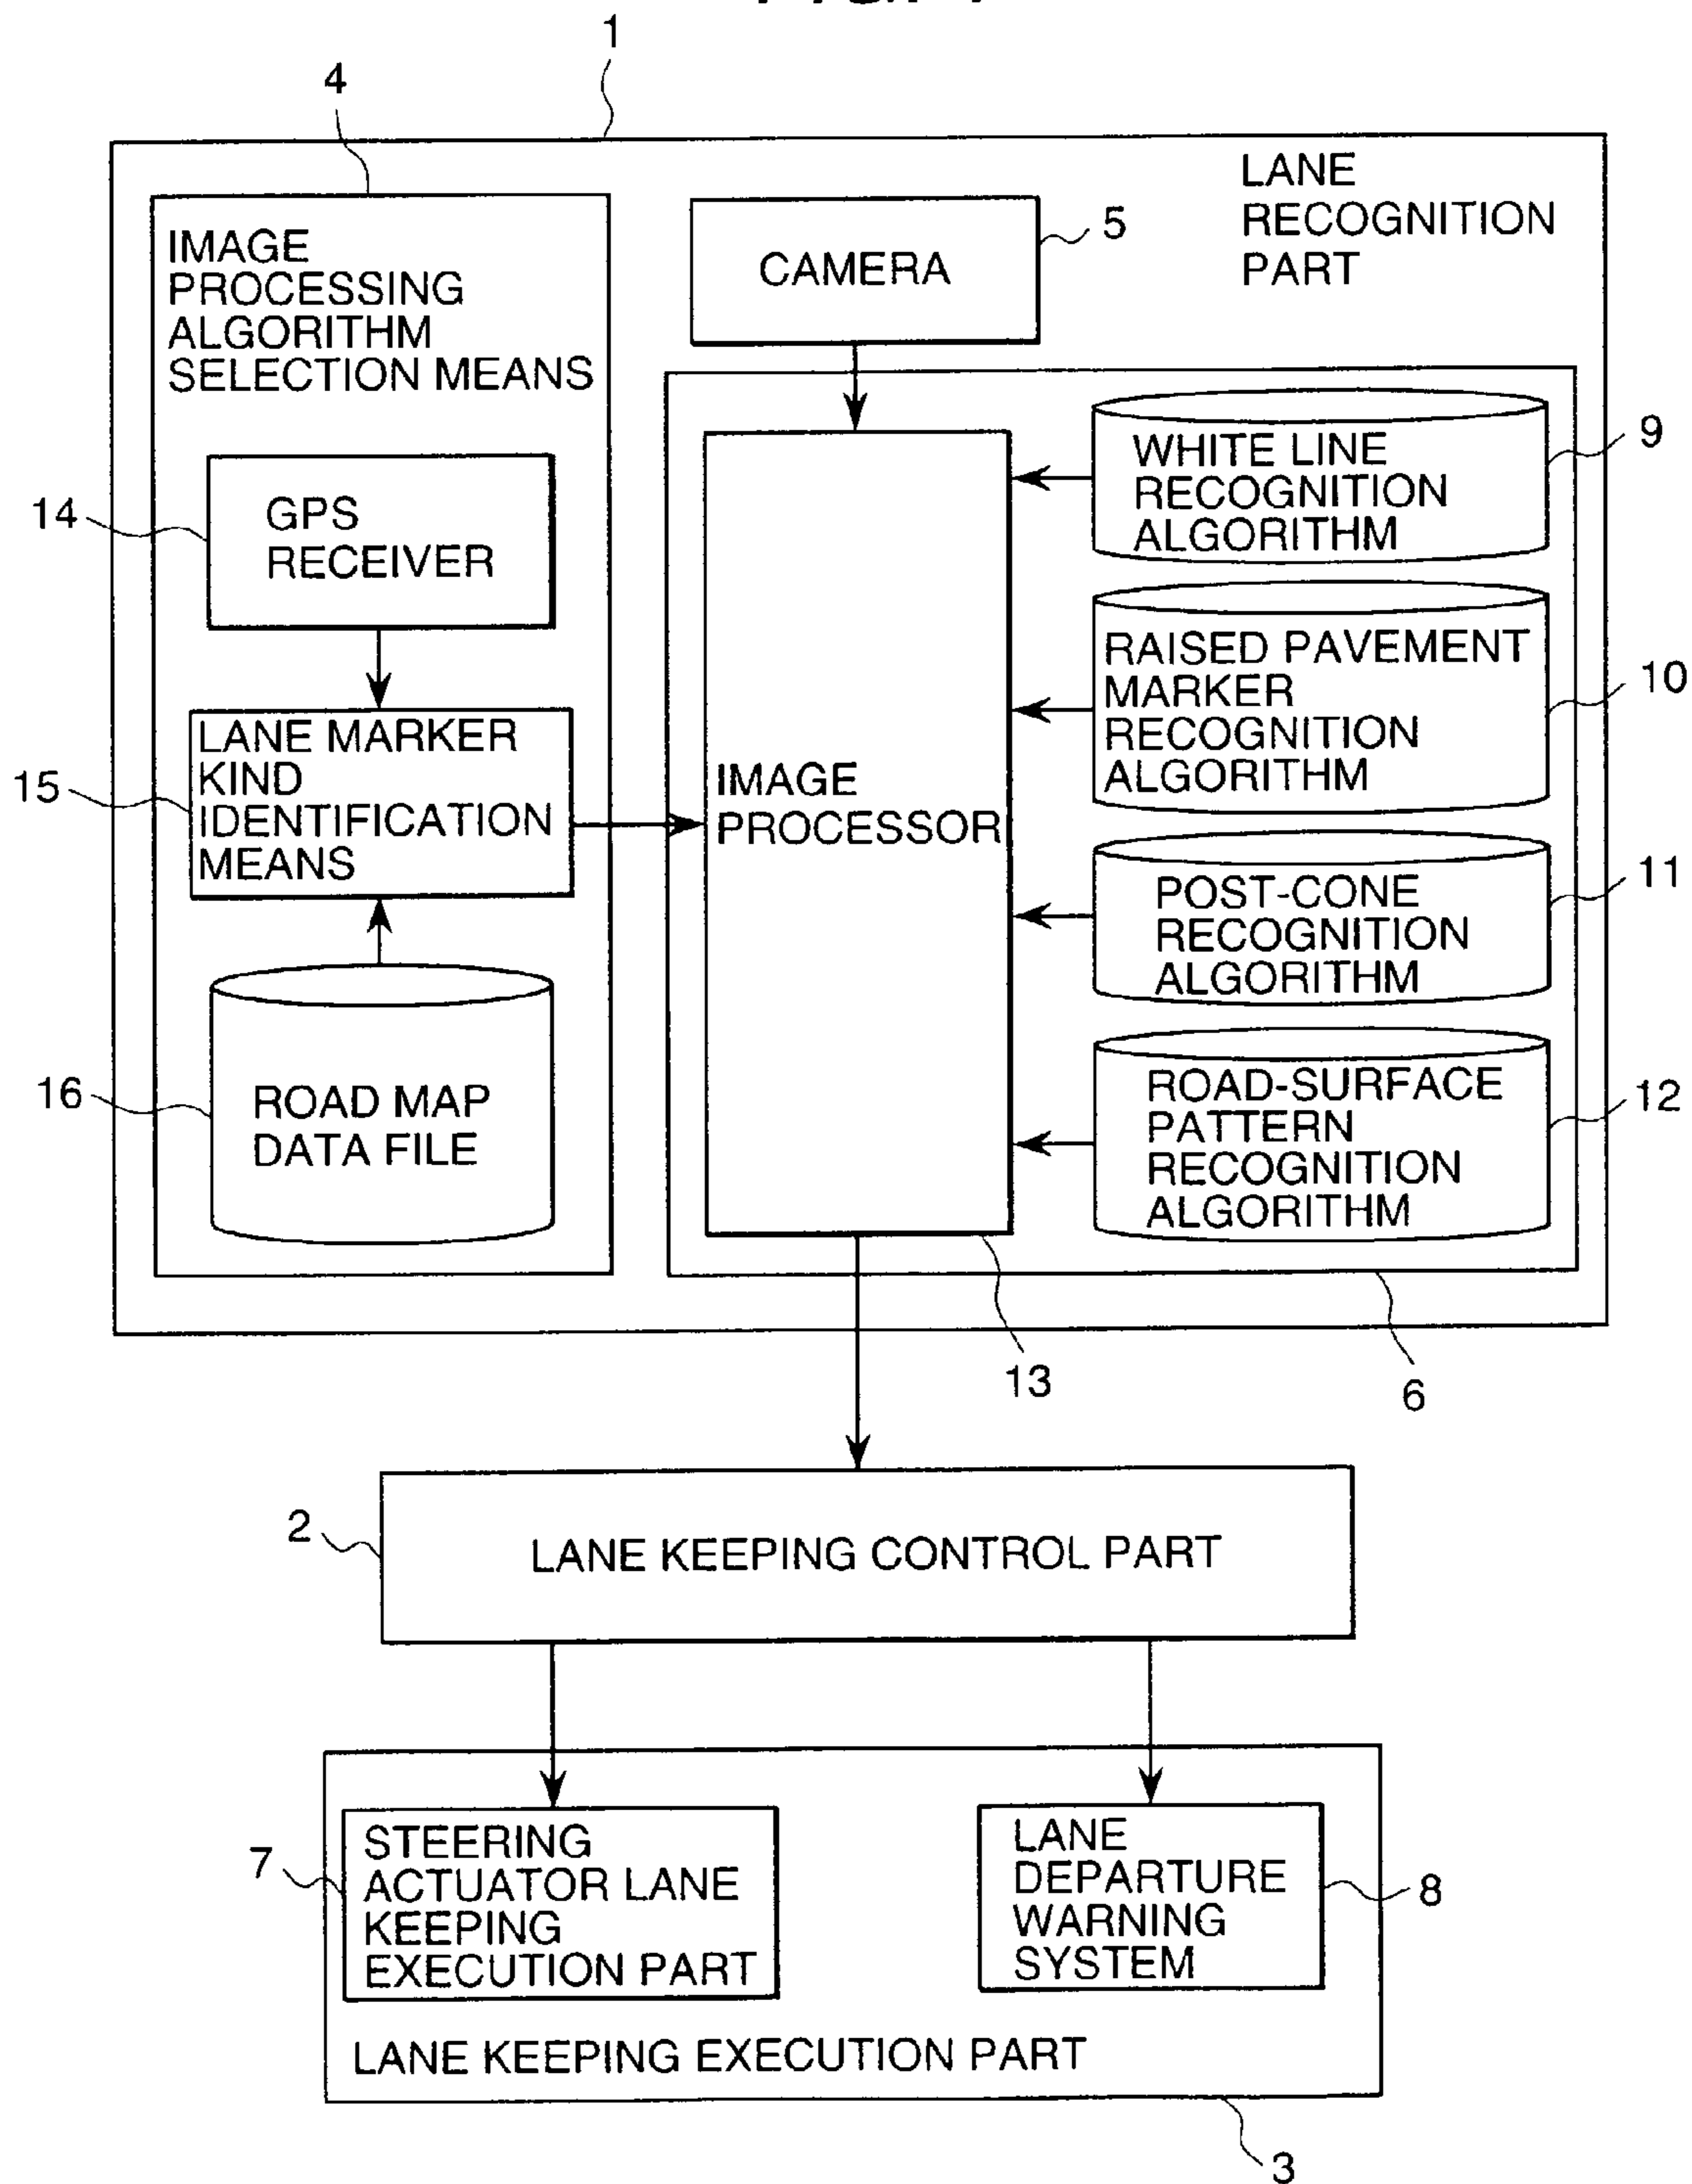 1
4
LANE
RECOGNITION
PART
IMAGE
PROCESSING
ALGORITHM
SELECTION MEANS
CAMERA
5
GPS
RECEIVER
14
WHITE LINE
RECOGNITION
ALGORITHM
9
RAISED PAVEMENT
MARKER
RECOGNITION
ALGORITHM
10
LANE MARKER
KIND
IDENTIFICATION
MEANS
15
IMAGE
PROCESSOR
POST-CONE
RECOGNITION
ALGORITHM
11
16
ROAD MAP
DATA FILE
ROAD-SURFACE
PATTERN
RECOGNITION
ALGORITHM
12
13
6
2
LANE KEEPING CONTROL PART
7
STEERING
ACTUATOR LANE
KEEPING
EXECUTION PART
LANE
DEPARTURE
WARNING
SYSTEM
8
LANE KEEPING EXECUTION PART
3